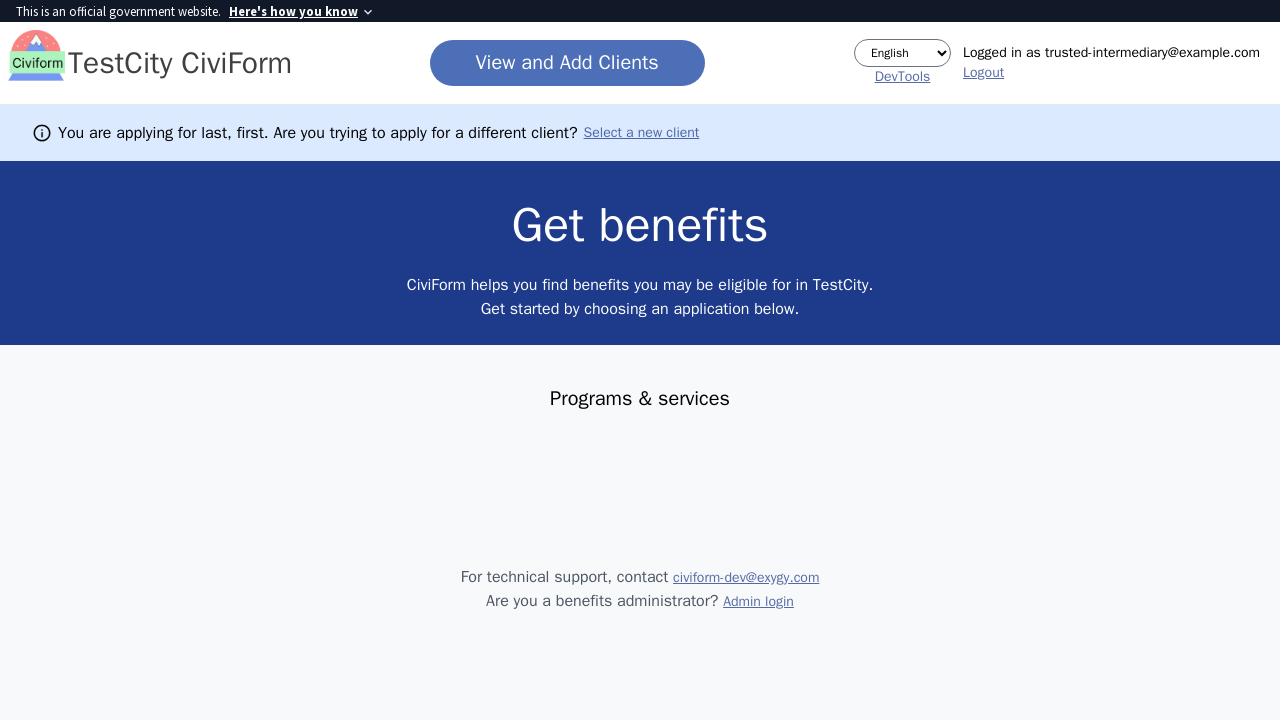 This is an official government website. Here's how you know
Civiform
TestCity CiviForm
View and Add Clients
English
DevTools
Logged in as trusted-intermediary@example.com
Logout
You are applying for last, first. Are you trying to apply for a different client? Select a new client
Get benefits
CiviForm helps you find benefits you may be eligible for in TestCity.
Get started by choosing an application below.
Programs & services
For technical support, contact civiform-dev@exygy.com
Are you a benefits administrator? Admin login